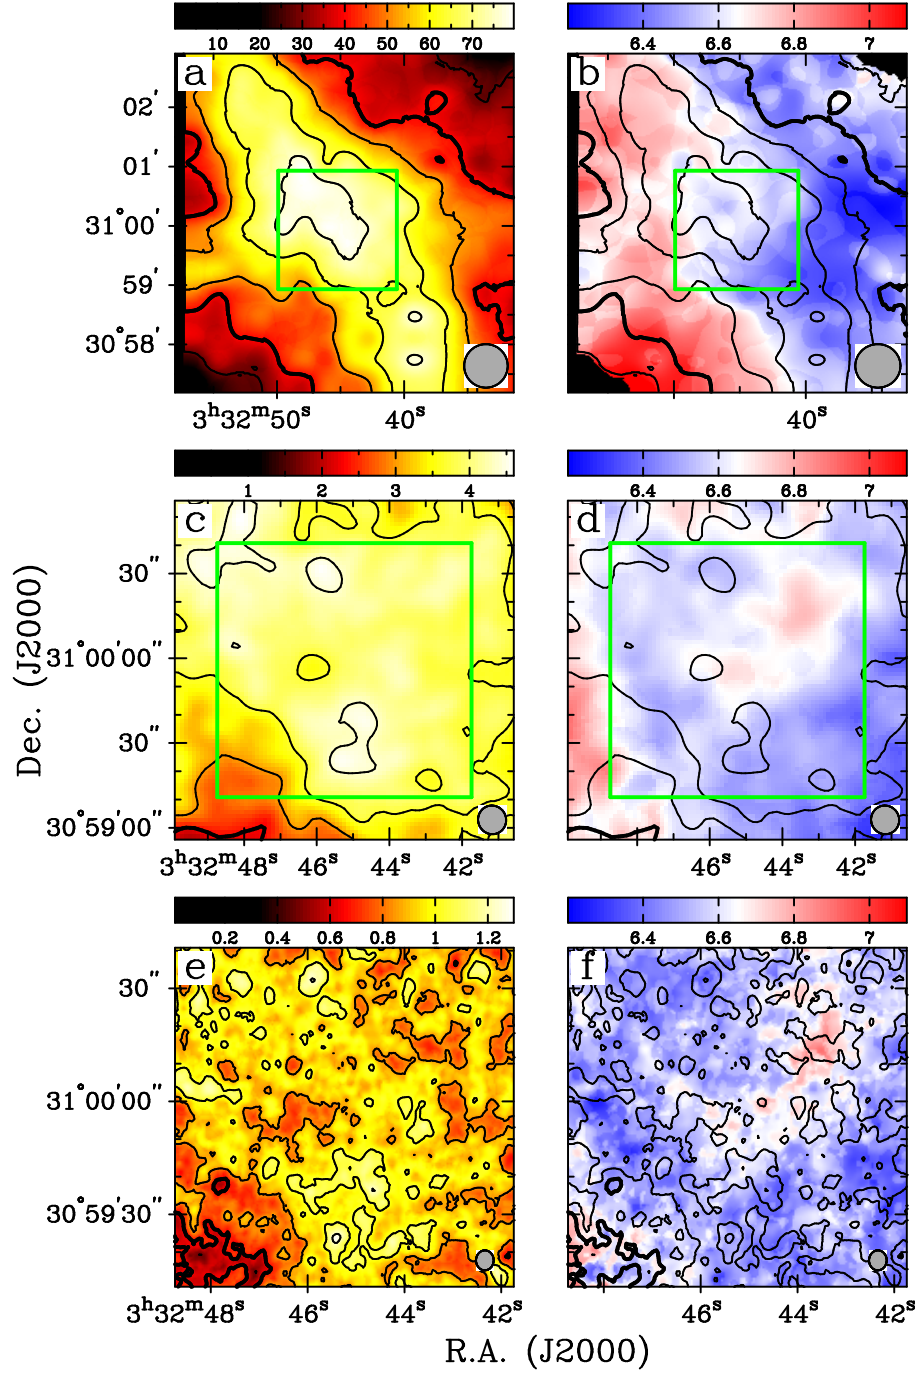 10 20 30 40 50 60 70
6.4 6.6 6.8 7
a
b
02′
01′
31°00′
59′
30°58′
3ʰ32ᵐ50ˢ 40ˢ
40ˢ
1 2 3 4
6.4 6.6 6.8 7
c
d
30″
31°00′00″
30″
30°59′00″
Dec. (J2000)
3ʰ32ᵐ48ˢ 46ˢ 44ˢ 42ˢ
46ˢ 44ˢ 42ˢ
0.2 0.4 0.6 0.8 1 1.2
6.4 6.6 6.8 7
e
f
30″
31°00′00″
30°59′30″
3ʰ32ᵐ48ˢ 46ˢ 44ˢ 42ˢ
46ˢ 44ˢ 42ˢ
R.A. (J2000)